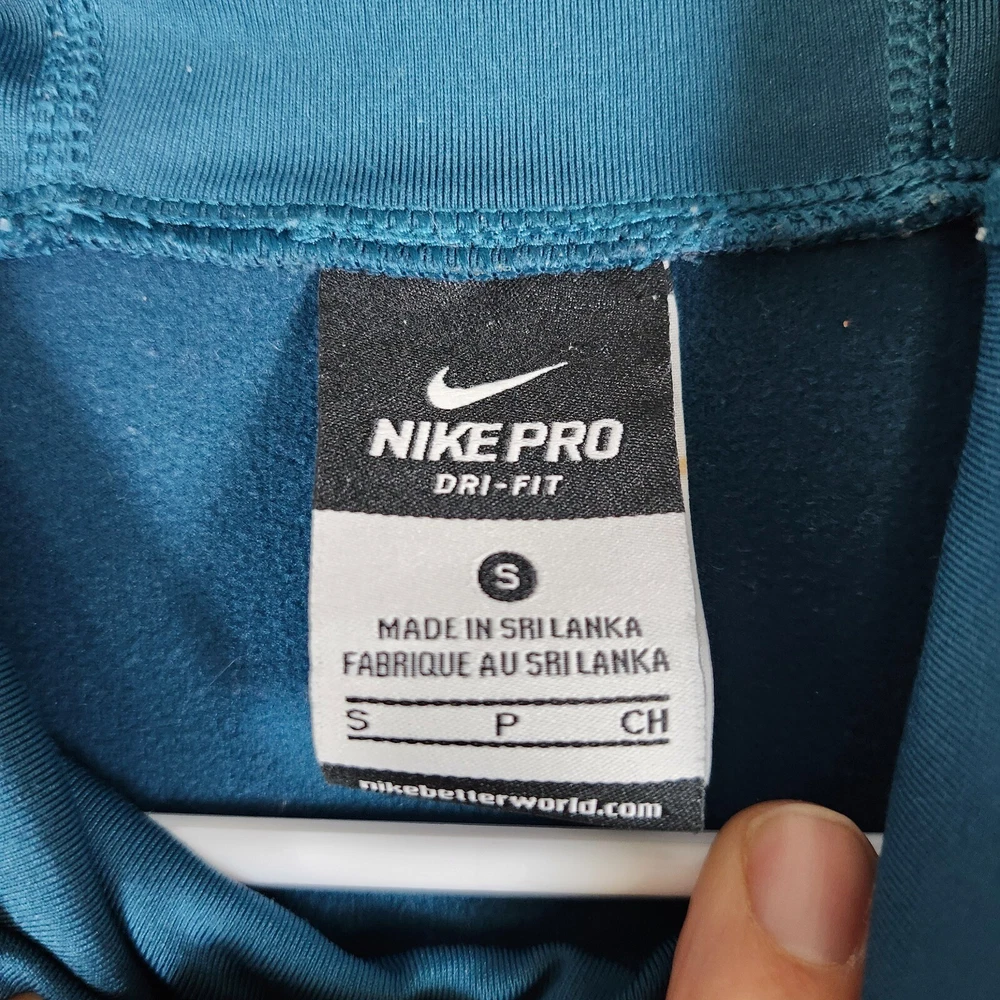 NIKE PRO
DRI-FIT
S
MADE IN SRI LANKA
FABRIQUE AU SRI LANKA
S P CH
nikebetterworld.com